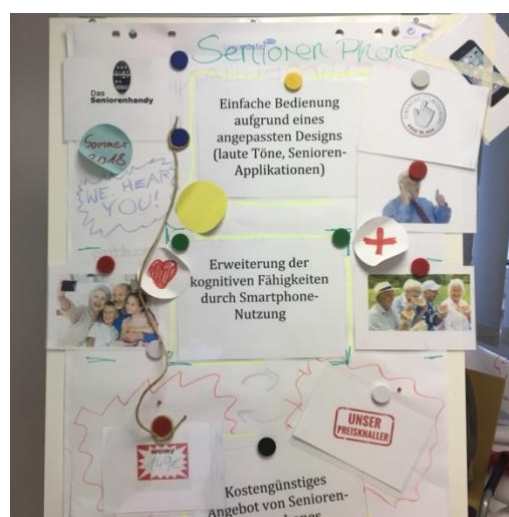 Senioren Phone
Das
Seniorenhandy
Einfache Bedienung
aufgrund eines
angepassten Designs
(laute Töne, Senioren-
Applikationen)
Sommer
2018
WE HEAR
YOU!
Erweiterung der
kognitiven Fähigkeiten
durch Smartphone-
Nutzung
UNSER
PREISKNALLER
149€
Kostengünstiges
Angebot von Senioren-